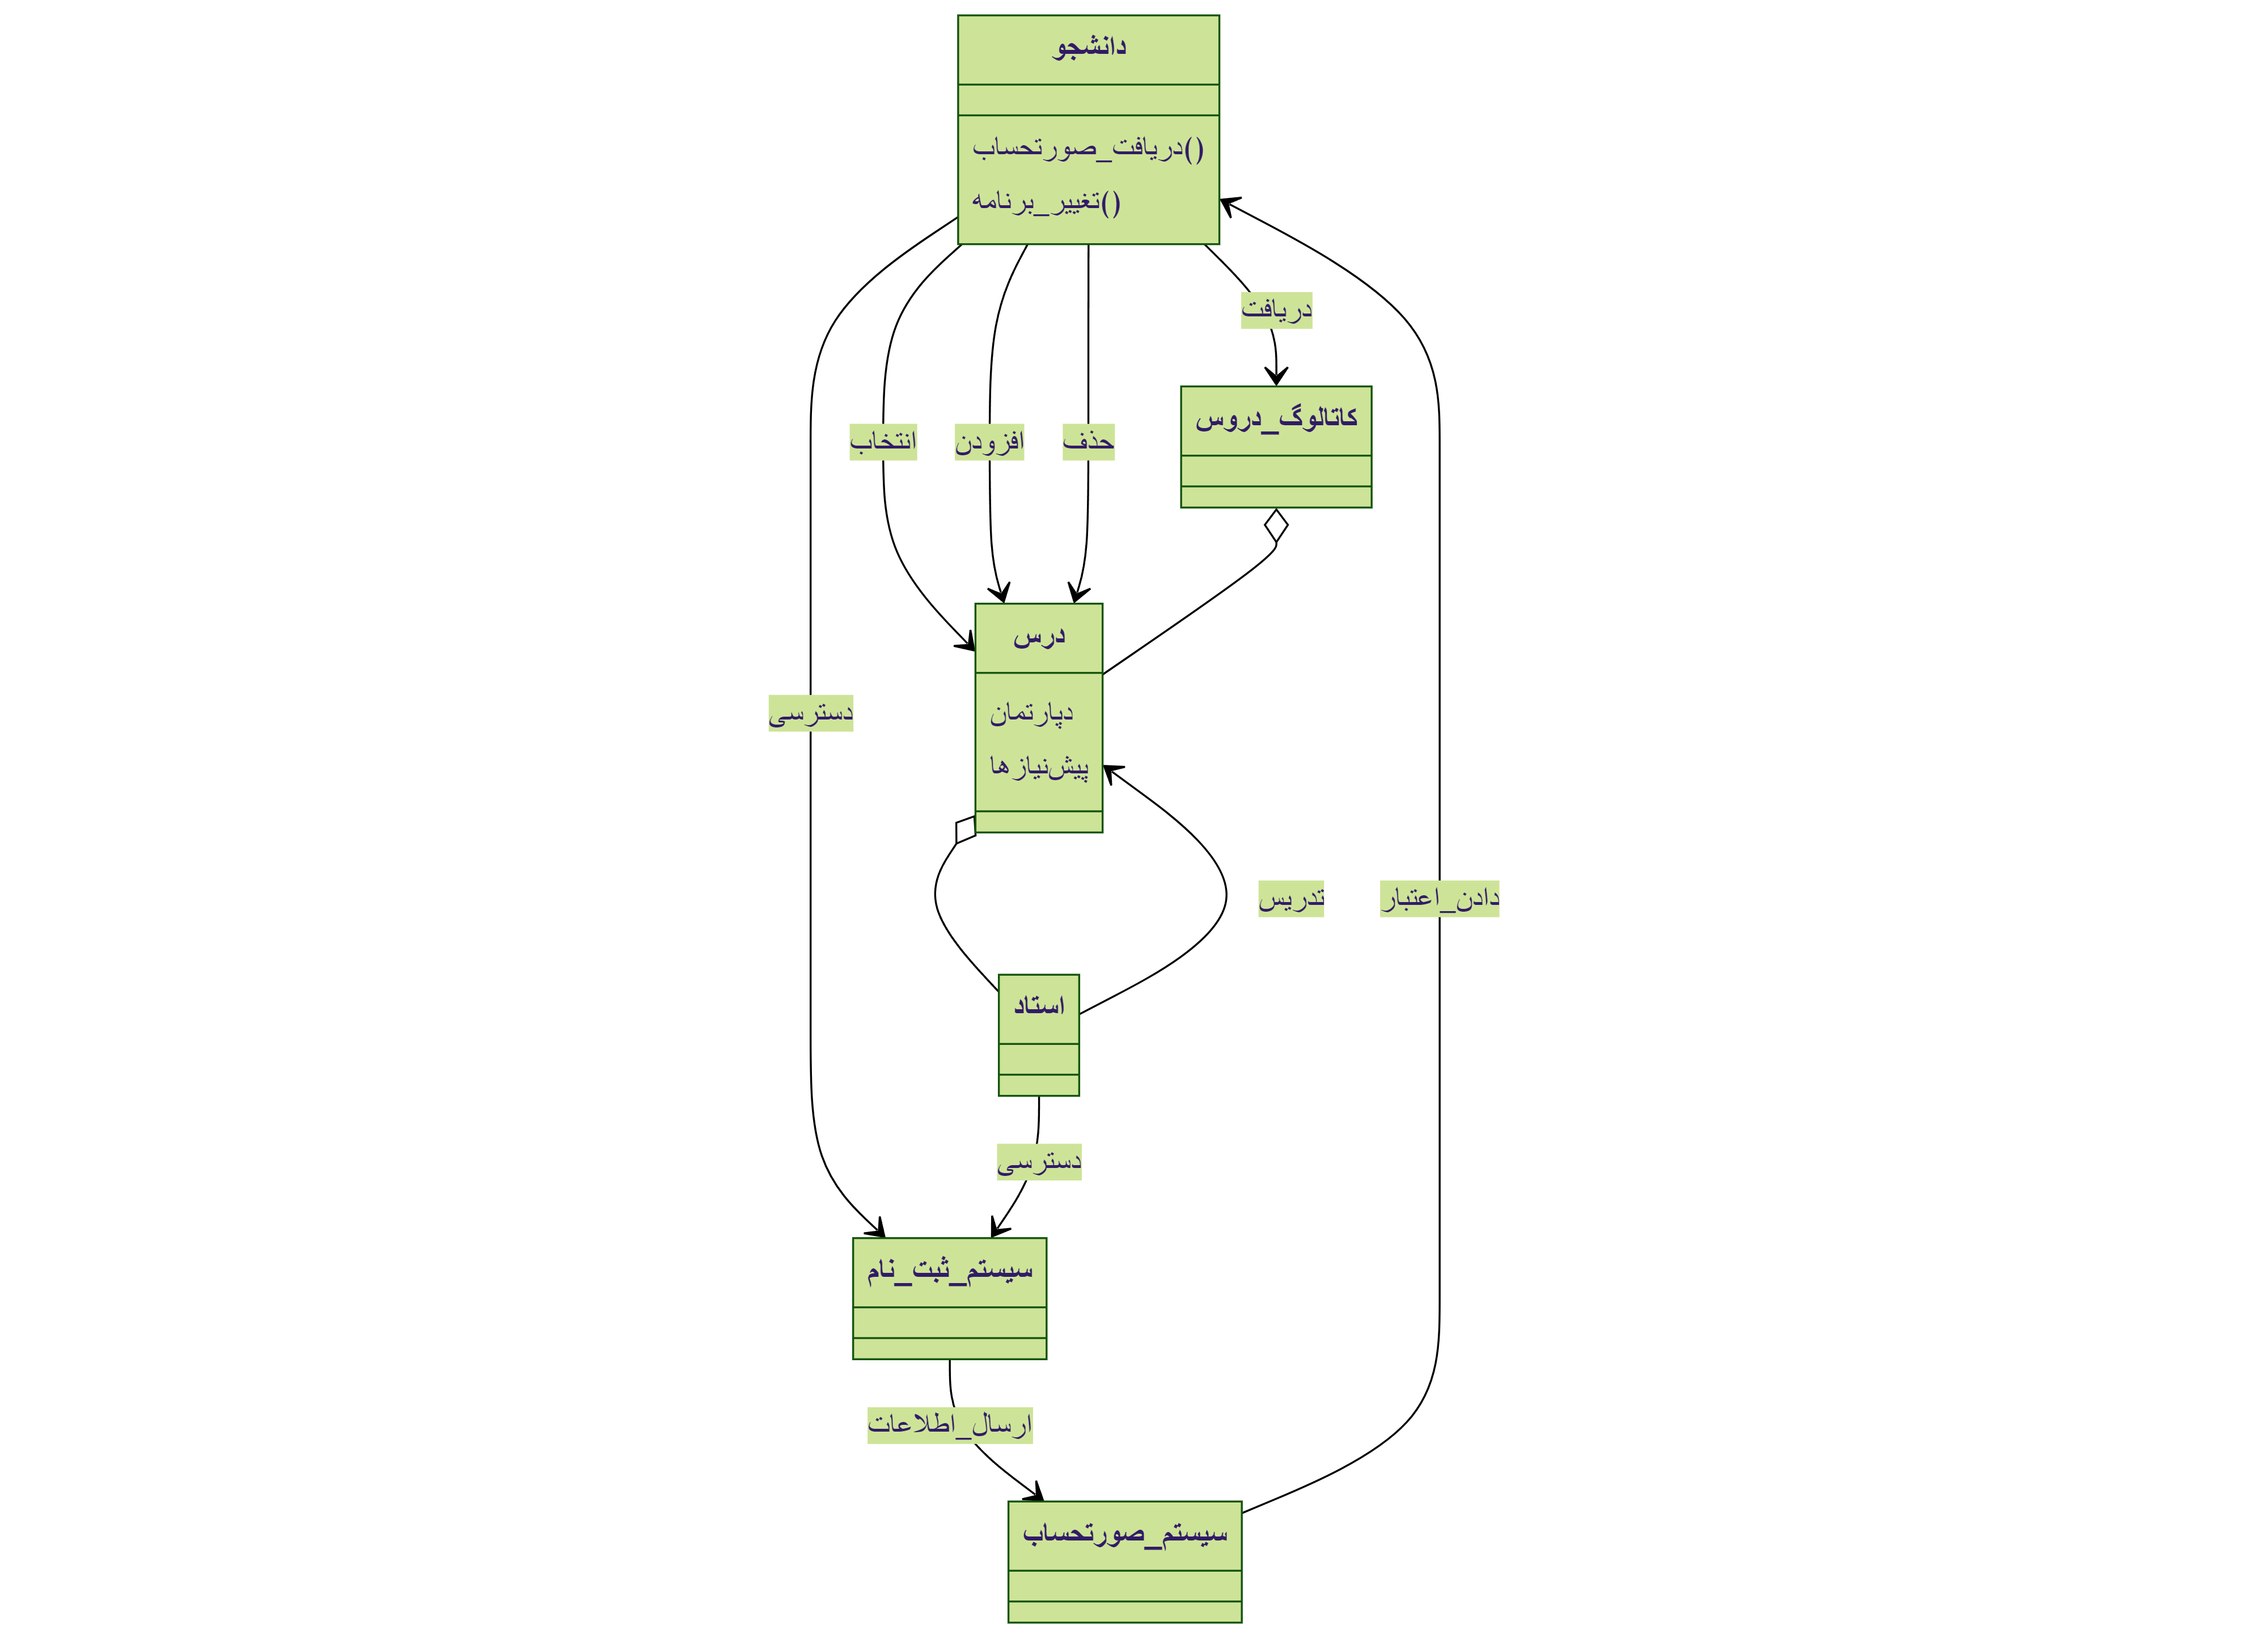 دانشجو
دریافت_صورتحساب()
تغییر_برنامه()
دریافت
کاتالوگ_دروس
انتخاب
افزودن
حذف
درس
دپارتمان
پیش‌نیازها
دسترسی
تدریس
دادن_اعتبار
استاد
دسترسی
سیستم_ثبت_نام
ارسال_اطلاعات
سیستم_صورتحساب